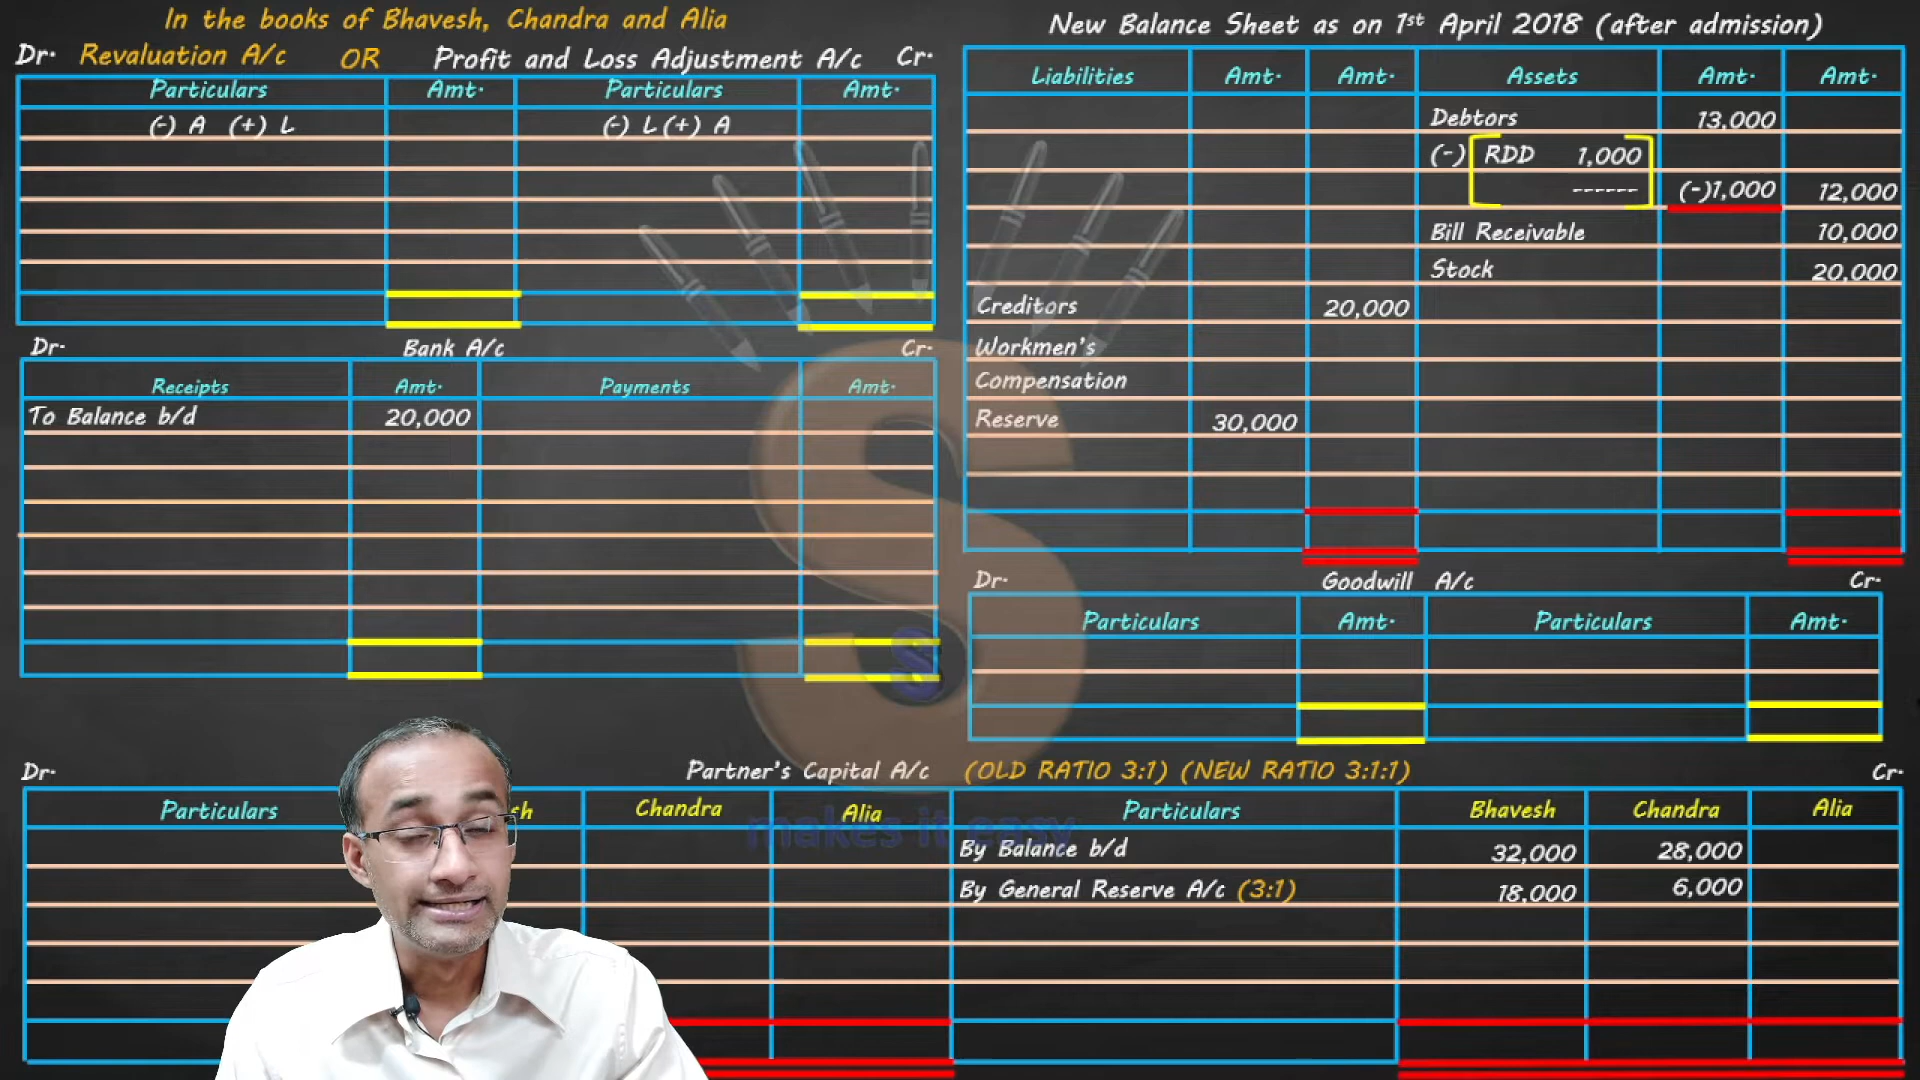 In the books of Bhavesh, Chandra and Alia
Dr. Revaluation A/c OR Profit and Loss Adjustment A/c Cr.
Particulars Amt. Particulars Amt.
(-) A (+) L (-) L (+) A
Dr. Bank A/c Cr.
Receipts Amt. Payments Amt.
To Balance b/d 20,000
New Balance Sheet as on 1st April 2018 (after admission)
Liabilities Amt. Amt. Assets Amt. Amt.
Debtors 13,000
(-) RDD 1,000
------ (-)1,000 12,000
Bill Receivable 10,000
Stock 20,000
Creditors 20,000
Workmen's
Compensation
Reserve 30,000
Dr. Goodwill A/c Cr.
Particulars Amt. Particulars Amt.
S
S
makes it easy
Dr. Partner's Capital A/c (OLD RATIO 3:1) (NEW RATIO 3:1:1) Cr.
Particulars sh Chandra Alia Particulars Bhavesh Chandra Alia
By Balance b/d 32,000 28,000
By General Reserve A/c (3:1) 18,000 6,000